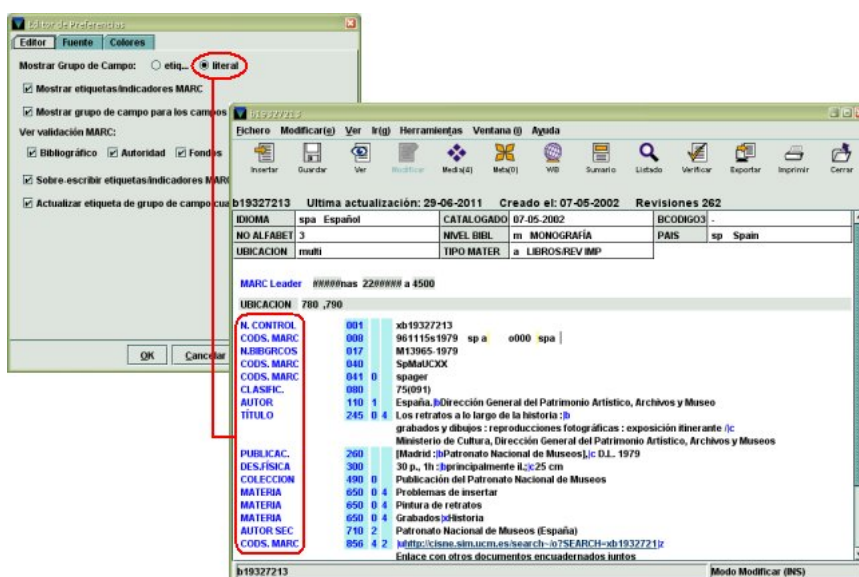 Editor de Preferencias
Editor Fuente Colores
Mostrar Grupo de Campo: etiq... literal
Mostrar etiquetas/indicadores MARC
Mostrar grupo de campo para los campos
Ver validación MARC:
Bibliográfico Autoridad Fondos
Sobre-escribir etiquetas/indicadores MARC
Actualizar etiqueta de grupo de campo cua
OK Cancelar
b19327213
Fichero Modificar(e) Ver Ir(g) Herramientas Ventana (i) Ayuda
Insertar Guardar Ver Modificar Media(4) Meta(0) WB Sumario Listado Verificar Exportar Imprimir Cerrar
b19327213 Ultima actualización: 29-06-2011 Creado el: 07-05-2002 Revisiones 262
IDIOMA spa Español CATALOGADO 07-05-2002 BCODIGO3 -
NO ALFABET 3 NIVEL BIBL m MONOGRAFÍA PAIS sp Spain
UBICACION multi TIPO MATER a LIBROS/REV IMP
MARC Leader #####nas 22##### a 4500
UBICACION 780 ,790
N. CONTROL 001 xb19327213
CODS. MARC 008 961115s1979 sp a o000 spa
N.BIBGRCOS 017 M13965-1979
CODS. MARC 040 SpMaUCXX
CODS. MARC 041 0 spager
CLASIFIC. 080 75(091)
AUTOR 110 1 España.|bDirección General del Patrimonio Artístico, Archivos y Museo
TÍTULO 245 0 4 Los retratos a lo largo de la historia :|b
grabados y dibujos : reproducciones fotográficas : exposición itinerante /|c
Ministerio de Cultura, Dirección General del Patrimonio Artístico, Archivos y Museos
PUBLICAC. 260 [Madrid :|bPatronato Nacional de Museos],|c D.L. 1979
DES.FÍSICA 300 30 p., 1h :|bprincipalmente il.;|c25 cm
COLECCION 490 0 Publicación del Patronato Nacional de Museos
MATERIA 650 0 4 Problemas de insertar
MATERIA 650 0 4 Pintura de retratos
MATERIA 650 0 4 Grabados|xHistoria
AUTOR SEC 710 2 Patronato Nacional de Museos (España)
CODS. MARC 856 4 2 |uhttp://cisne.sim.ucm.es/search~/o?SEARCH=xb1932721|z
Enlace con otros documentos encuadernados juntos
b19327213 Modo Modificar (INS)